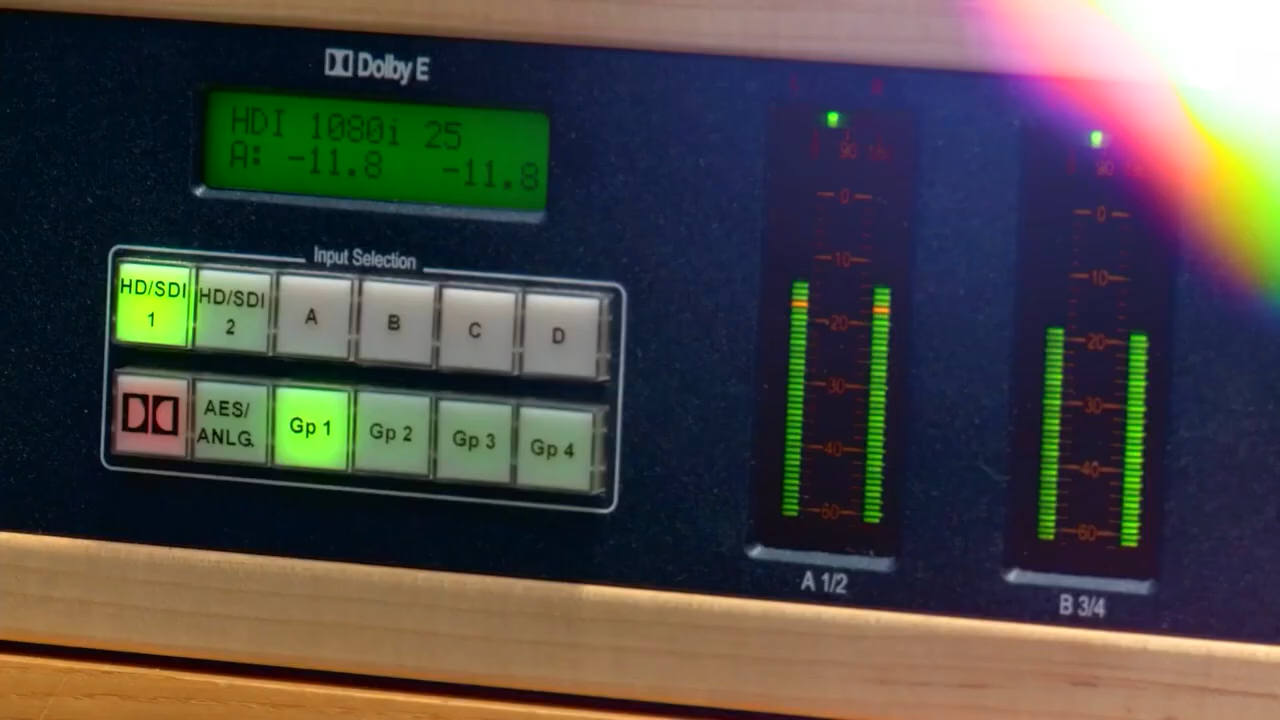 Dolby E
HDI 1080i 25
A: -11.8 -11.8
Input Selection
HD/SDI
1
HD/SDI
2
A
B
C
D
AES/
ANLG.
Gp 1
Gp 2
Gp 3
Gp 4
0
-10
-20
-30
-40
-60
A 1/2
0
-10
-20
-30
-40
-60
B 3/4